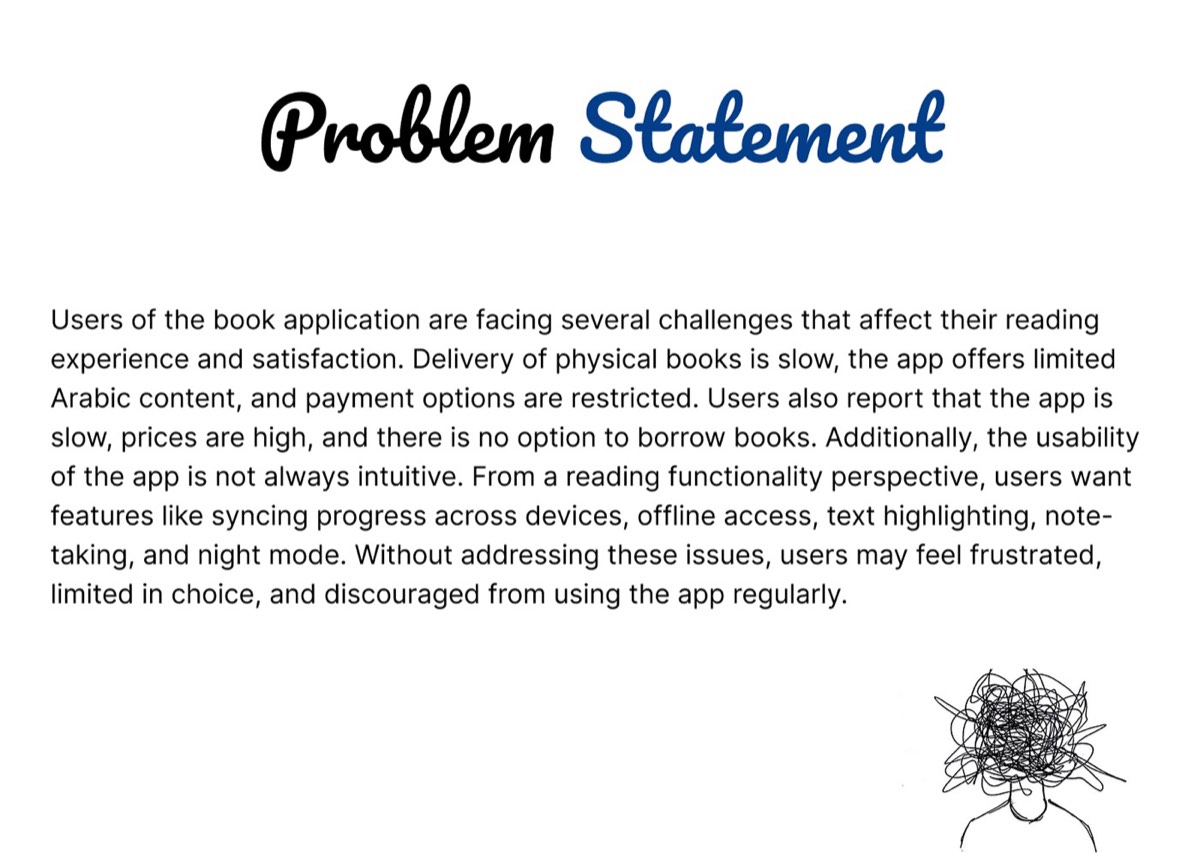 Problem Statement
Users of the book application are facing several challenges that affect their reading
experience and satisfaction. Delivery of physical books is slow, the app offers limited
Arabic content, and payment options are restricted. Users also report that the app is
slow, prices are high, and there is no option to borrow books. Additionally, the usability
of the app is not always intuitive. From a reading functionality perspective, users want
features like syncing progress across devices, offline access, text highlighting, note-
taking, and night mode. Without addressing these issues, users may feel frustrated,
limited in choice, and discouraged from using the app regularly.